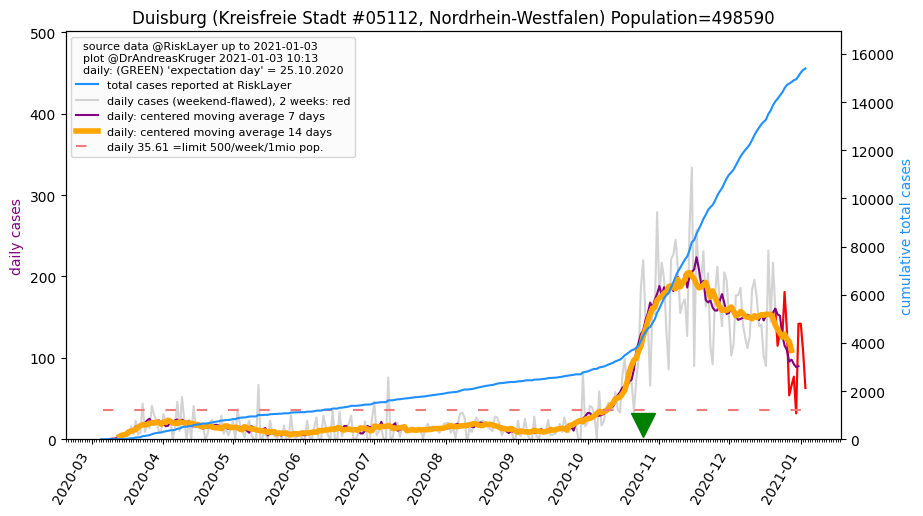 Duisburg (Kreisfreie Stadt #05112, Nordrhein-Westfalen) Population=498590
source data @RiskLayer up to 2021-01-03
plot @DrAndreasKruger 2021-01-03 10:13
daily: (GREEN) 'expectation day' = 25.10.2020
total cases reported at RiskLayer
daily cases (weekend-flawed), 2 weeks: red
daily: centered moving average 7 days
daily: centered moving average 14 days
daily 35.61 =limit 500/week/1mio pop.
daily cases
500
400
300
200
100
0
cumulative total cases
16000
14000
12000
10000
8000
6000
4000
2000
0
2020-03
2020-04
2020-05
2020-06
2020-07
2020-08
2020-09
2020-10
2020-11
2020-12
2021-01